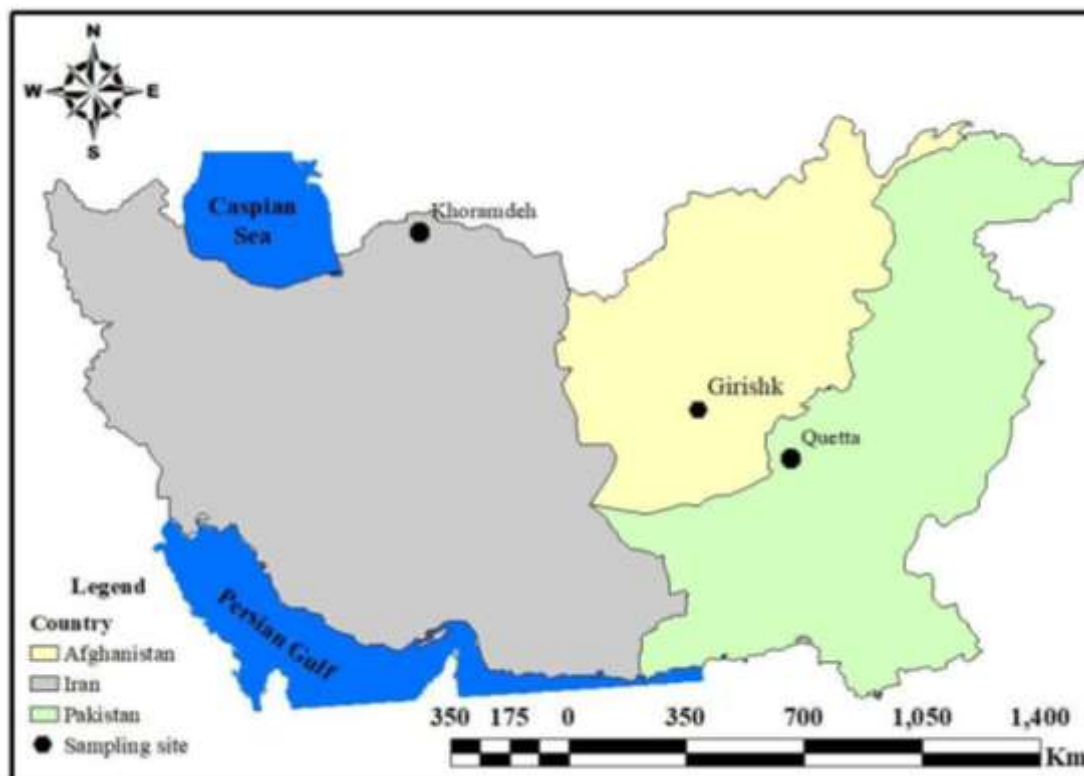 N
W E
S
Caspian
Sea
Khoramdeh
Girishk
Quetta
Persian Gulf
Legend
Country
Afghanistan
Iran
Pakistan
Sampling site
350 175 0 350 700 1,050 1,400
Km